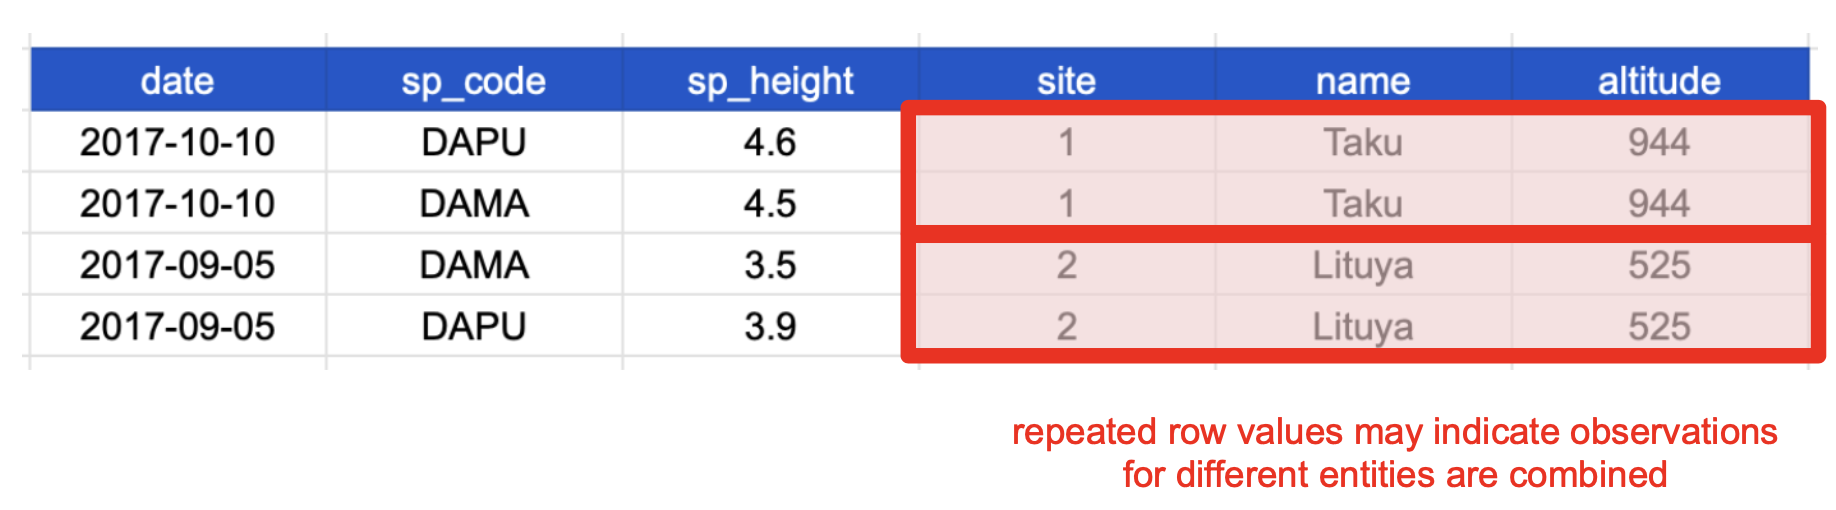 date sp_code sp_height site name altitude
2017-10-10 DAPU 4.6 1 Taku 944
2017-10-10 DAMA 4.5 1 Taku 944
2017-09-05 DAMA 3.5 2 Lituya 525
2017-09-05 DAPU 3.9 2 Lituya 525
repeated row values may indicate observations
for different entities are combined